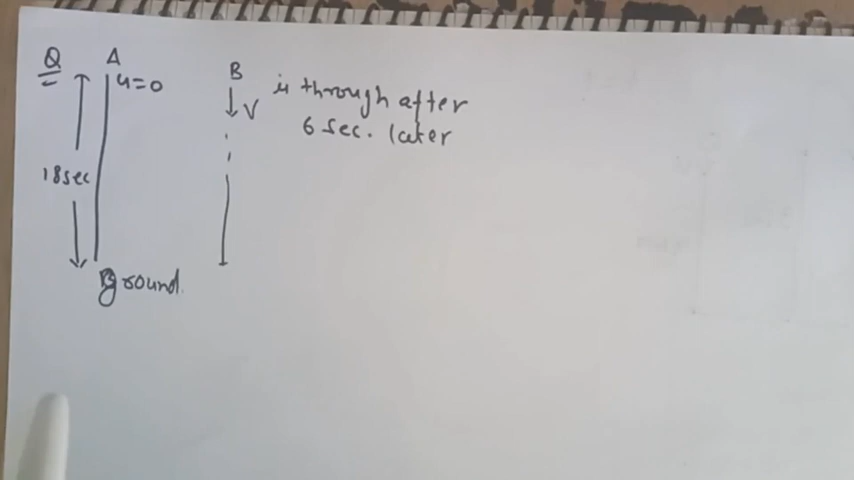 Q A B
u=0
is through after
V
6 sec. later
18sec
ground.